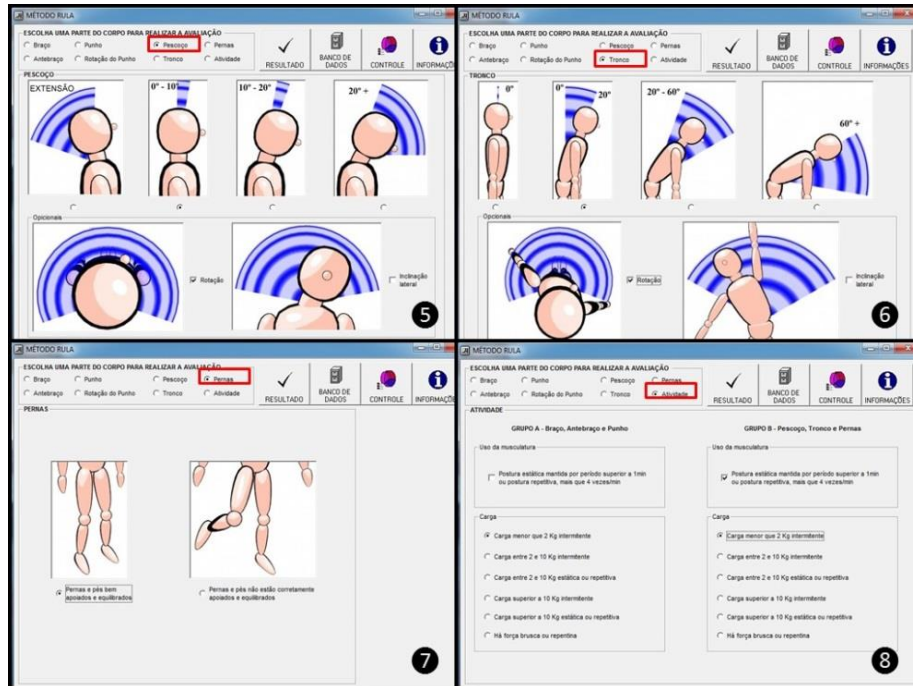 MÉTODO RULA
ESCOLHA UMA PARTE DO CORPO PARA REALIZAR A AVALIAÇÃO
Braço Punho Pescoço Pernas
Antebraço Rotação do Punho Tronco Atividade
RESULTADO BANCO DE DADOS CONTROLE INFORMAÇÕES
PESCOÇO
EXTENSÃO 0º - 10º 10º - 20º 20º +
Opcionais
Rotação
Inclinação
lateral
5
MÉTODO RULA
ESCOLHA UMA PARTE DO CORPO PARA REALIZAR A AVALIAÇÃO
Braço Punho Pescoço Pernas
Antebraço Rotação do Punho Tronco Atividade
RESULTADO BANCO DE DADOS CONTROLE INFORMAÇÕES
TRONCO
0º 0º 20º 20º - 60º 60º +
Opcionais
Rotação
Inclinação
lateral
6
MÉTODO RULA
ESCOLHA UMA PARTE DO CORPO PARA REALIZAR A AVALIAÇÃO
Braço Punho Pescoço Pernas
Antebraço Rotação do Punho Tronco Atividade
RESULTADO BANCO DE DADOS CONTROLE INFORMAÇÕES
PERNAS
Pernas e pés bem
apoiados e equilibrados
Pernas e pés não estão corretamente
apoiados e equilibrados
7
MÉTODO RULA
ESCOLHA UMA PARTE DO CORPO PARA REALIZAR A AVALIAÇÃO
Braço Punho Pescoço Pernas
Antebraço Rotação do Punho Tronco Atividade
RESULTADO BANCO DE DADOS CONTROLE INFORMAÇÕES
ATIVIDADE
GRUPO A - Braço, Antebraço e Punho
Uso da musculatura
Postura estática mantida por período superior a 1min
ou postura repetitiva, mais que 4 vezes/min
Carga
Carga menor que 2 Kg intermitente
Carga entre 2 e 10 Kg intermitente
Carga entre 2 e 10 Kg estática ou repetitiva
Carga superior a 10 Kg intermitente
Carga superior a 10 Kg estática ou repetitiva
Há força brusca ou repentina
GRUPO B - Pescoço, Tronco e Pernas
Uso da musculatura
Postura estática mantida por período superior a 1min
ou postura repetitiva, mais que 4 vezes/min
Carga
Carga menor que 2 Kg intermitente
Carga entre 2 e 10 Kg intermitente
Carga entre 2 e 10 Kg estática ou repetitiva
Carga superior a 10 Kg intermitente
Carga superior a 10 Kg estática ou repetitiva
Há força brusca ou repentina
8